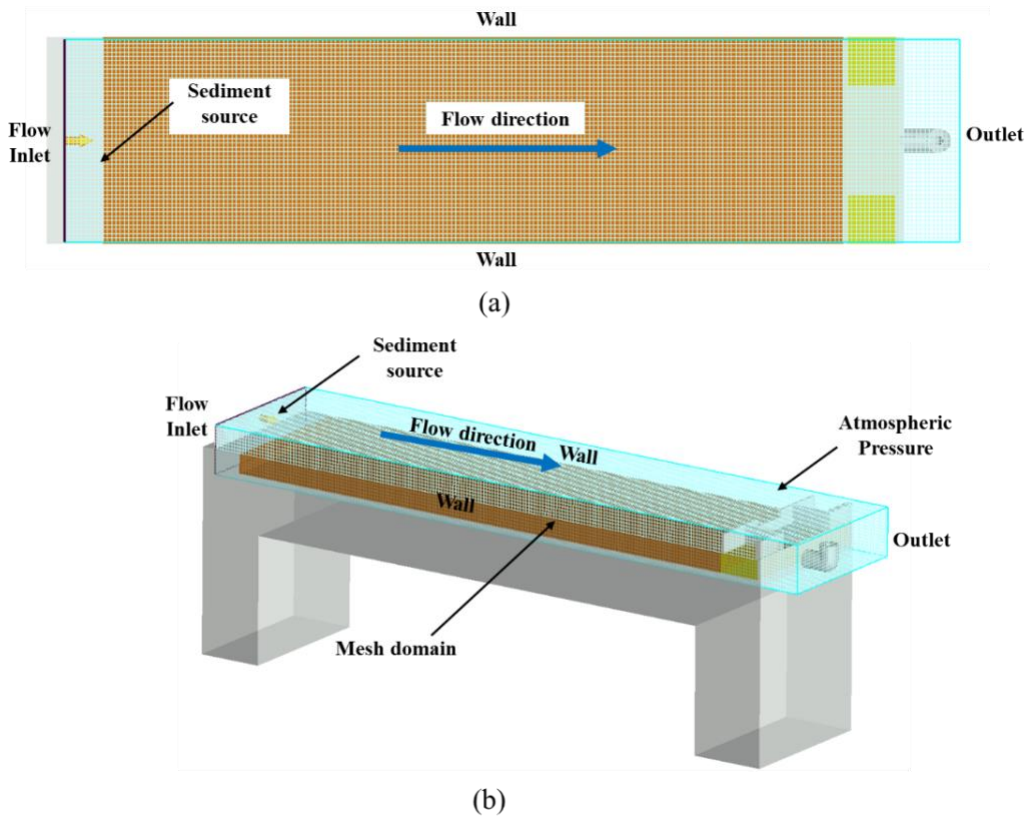 Wall
Sediment
source
Flow direction
Flow
Inlet
Outlet
Wall
(a)
Sediment
source
Flow
Inlet
Flow direction
Wall
Atmospheric
Pressure
Wall
Outlet
Mesh domain
(b)